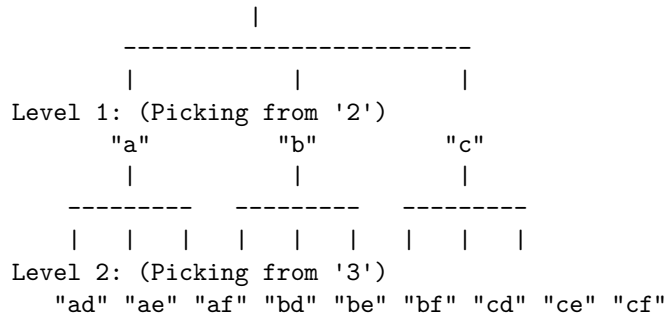 Level 1: (Picking from '2')
"a" "b" "c"
Level 2: (Picking from '3')
"ad" "ae" "af" "bd" "be" "bf" "cd" "ce" "cf"